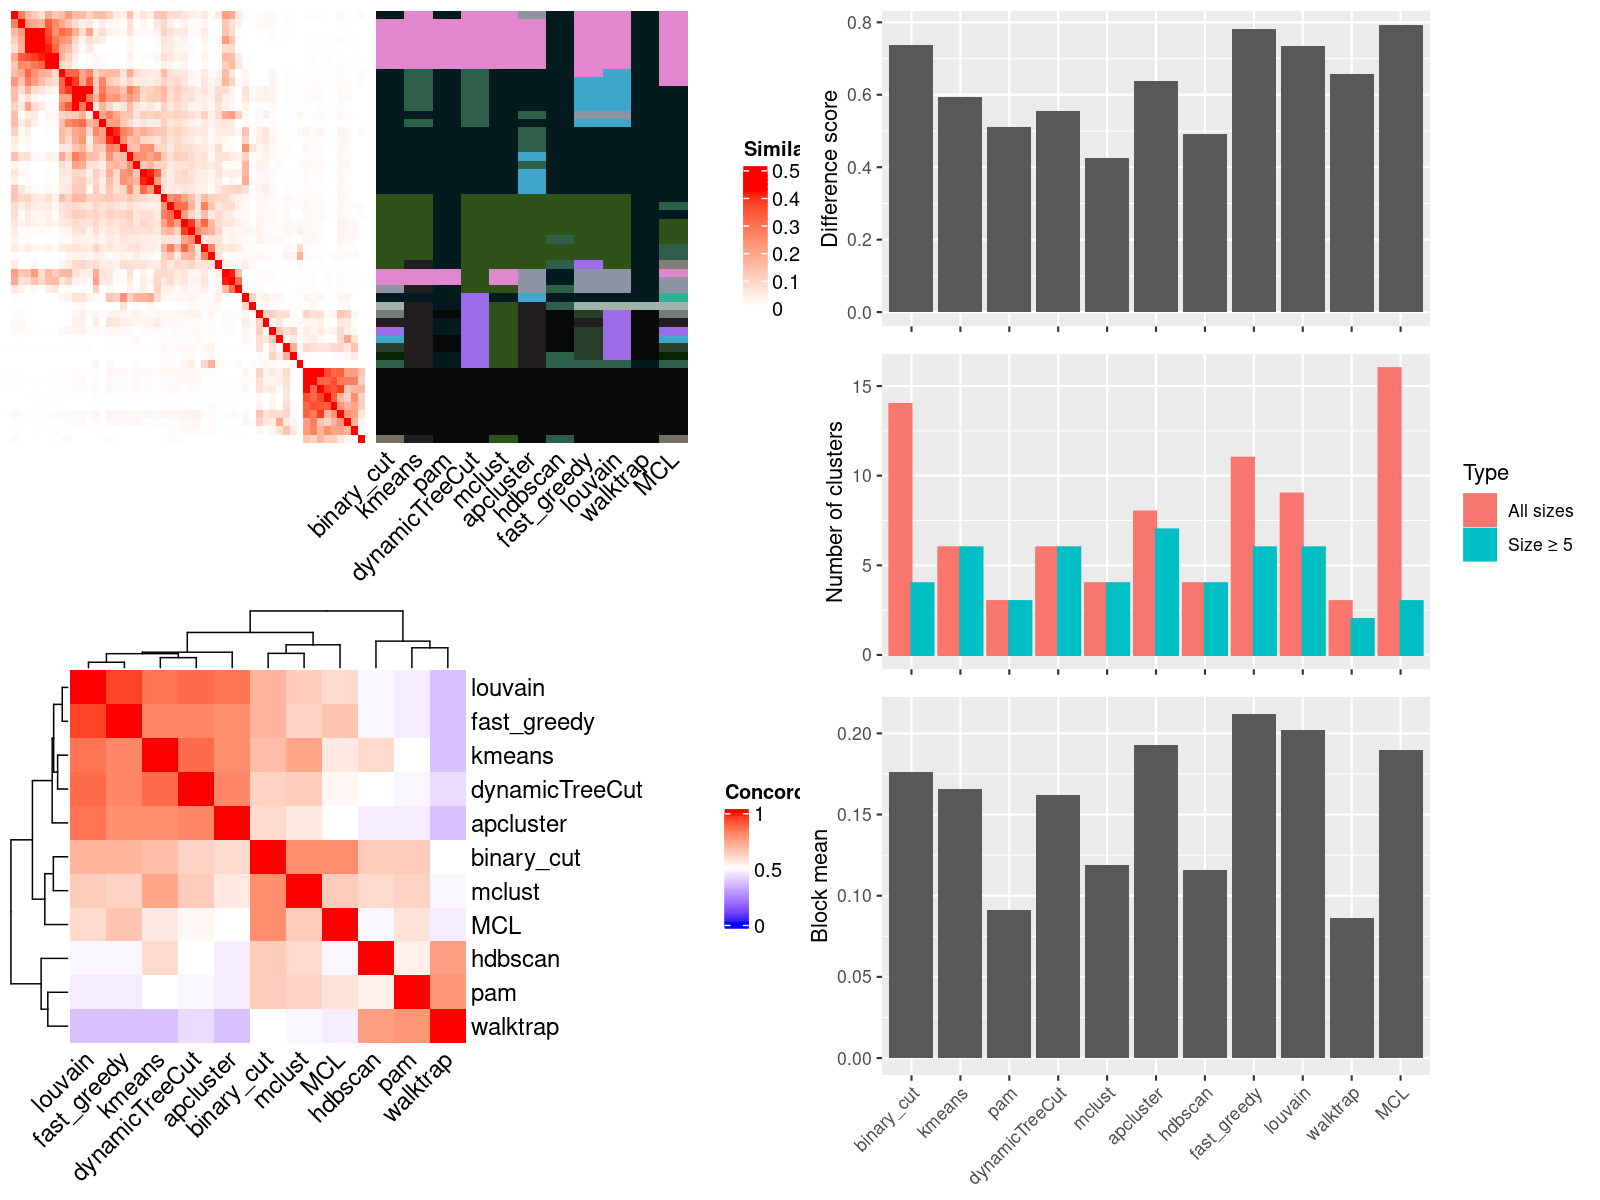 Simila
0.5
0.4
0.3
0.2
0.1
0
binary_cut
kmeans
pam
dynamicTreeCut
mclust
apcluster
hdbscan
fast_greedy
louvain
walktrap
MCL
louvain
fast_greedy
kmeans
dynamicTreeCut
apcluster
binary_cut
mclust
MCL
hdbscan
pam
walktrap
louvain
fast_greedy
kmeans
dynamicTreeCut
apcluster
binary_cut
mclust
MCL
hdbscan
pam
walktrap
Concord
1
0.5
0
Difference score
0.8
0.6
0.4
0.2
0.0
Number of clusters
15
10
5
0
Type
All sizes
Size ≥ 5
Block mean
0.20
0.15
0.10
0.05
0.00
binary_cut
kmeans
pam
dynamicTreeCut
mclust
apcluster
hdbscan
fast_greedy
louvain
walktrap
MCL